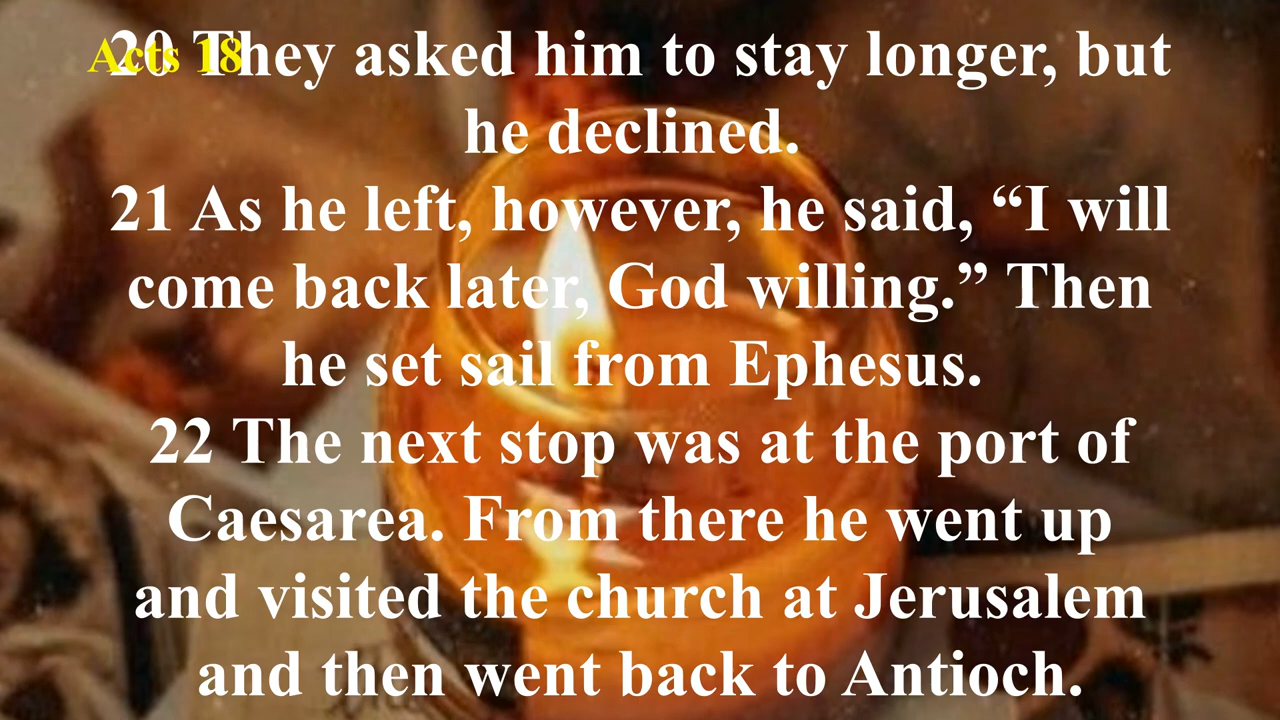 Acts 18
20 They asked him to stay longer, but
he declined.
21 As he left, however, he said, “I will
come back later, God willing.” Then
he set sail from Ephesus.
22 The next stop was at the port of
Caesarea. From there he went up
and visited the church at Jerusalem
and then went back to Antioch.